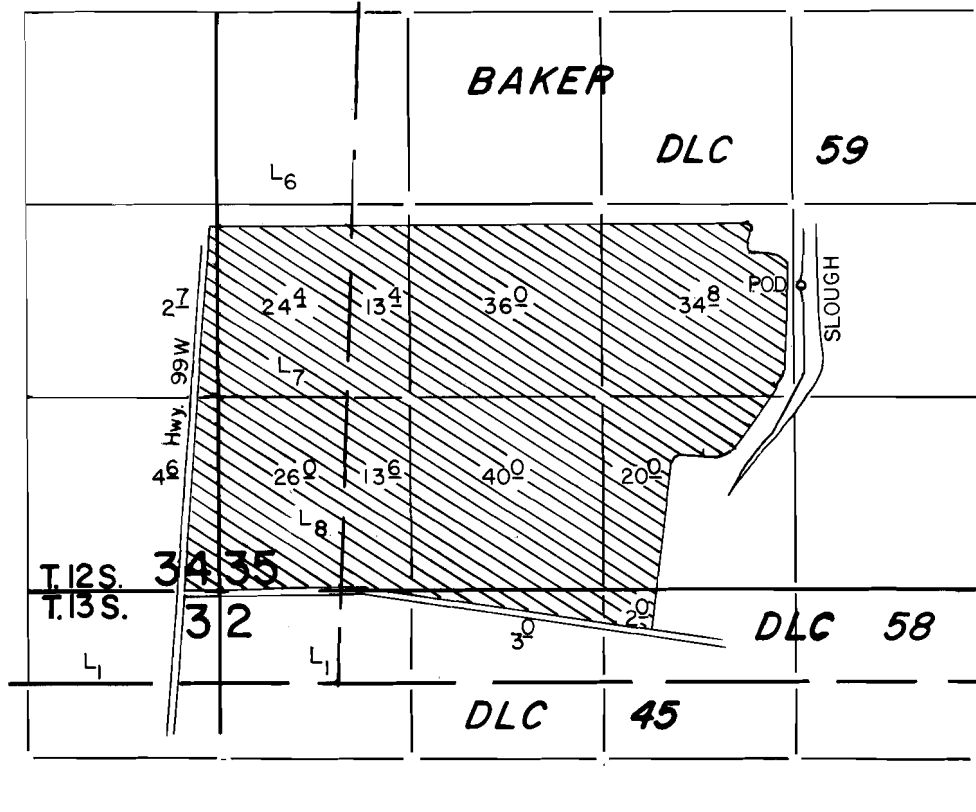 BAKER
DLC 59
L6
2 7
24 4
13 4
36 0
34 8
POD
SLOUGH
Hwy. 99W
L7
4 6
26 0
13 6
40 0
20 0
L8
T. 12 S. 34 35
T. 13 S. 3 2
3 0
2 0
DLC 58
L1
L1
DLC 45